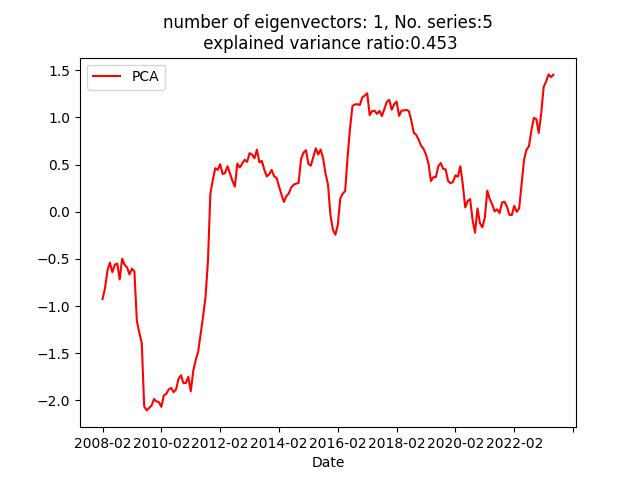 number of eigenvectors: 1, No. series:5
explained variance ratio:0.453
PCA
1.5
1.0
0.5
0.0
−0.5
−1.0
−1.5
−2.0
2008-02 2010-02 2012-02 2014-02 2016-02 2018-02 2020-02 2022-02
Date